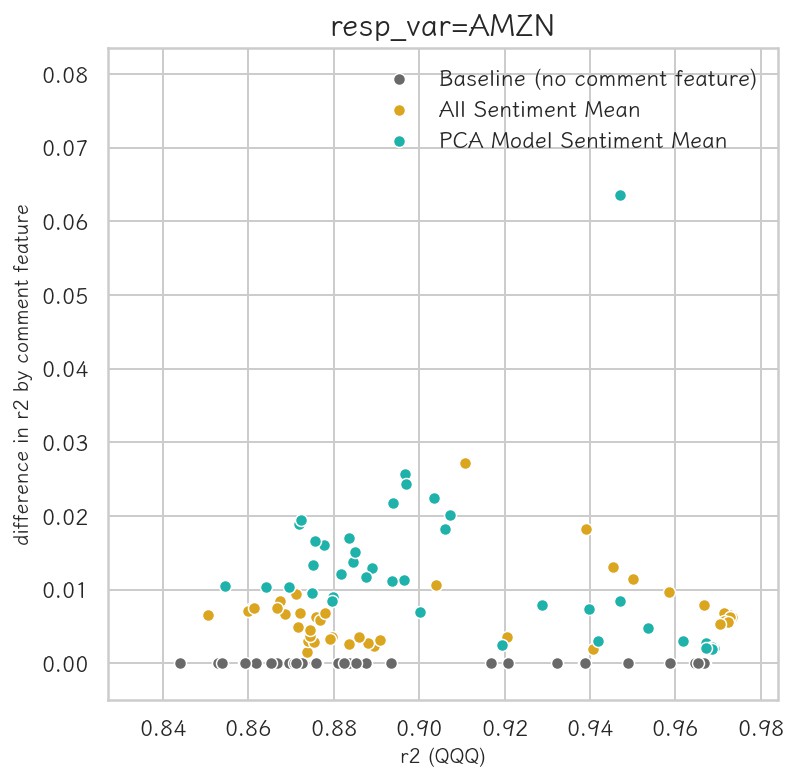 resp_var=AMZN
Baseline (no comment feature)
All Sentiment Mean
PCA Model Sentiment Mean
difference in r2 by comment feature
0.08
0.07
0.06
0.05
0.04
0.03
0.02
0.01
0.00
0.84 0.86 0.88 0.90 0.92 0.94 0.96 0.98
r2 (QQQ)